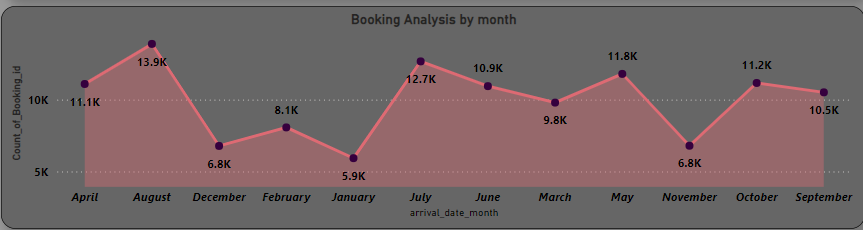 Booking Analysis by month
Count_of_Booking_id
10K
5K
11.1K
13.9K
6.8K
8.1K
5.9K
12.7K
10.9K
9.8K
11.8K
6.8K
11.2K
10.5K
April August December February January July June March May November October September
arrival_date_month